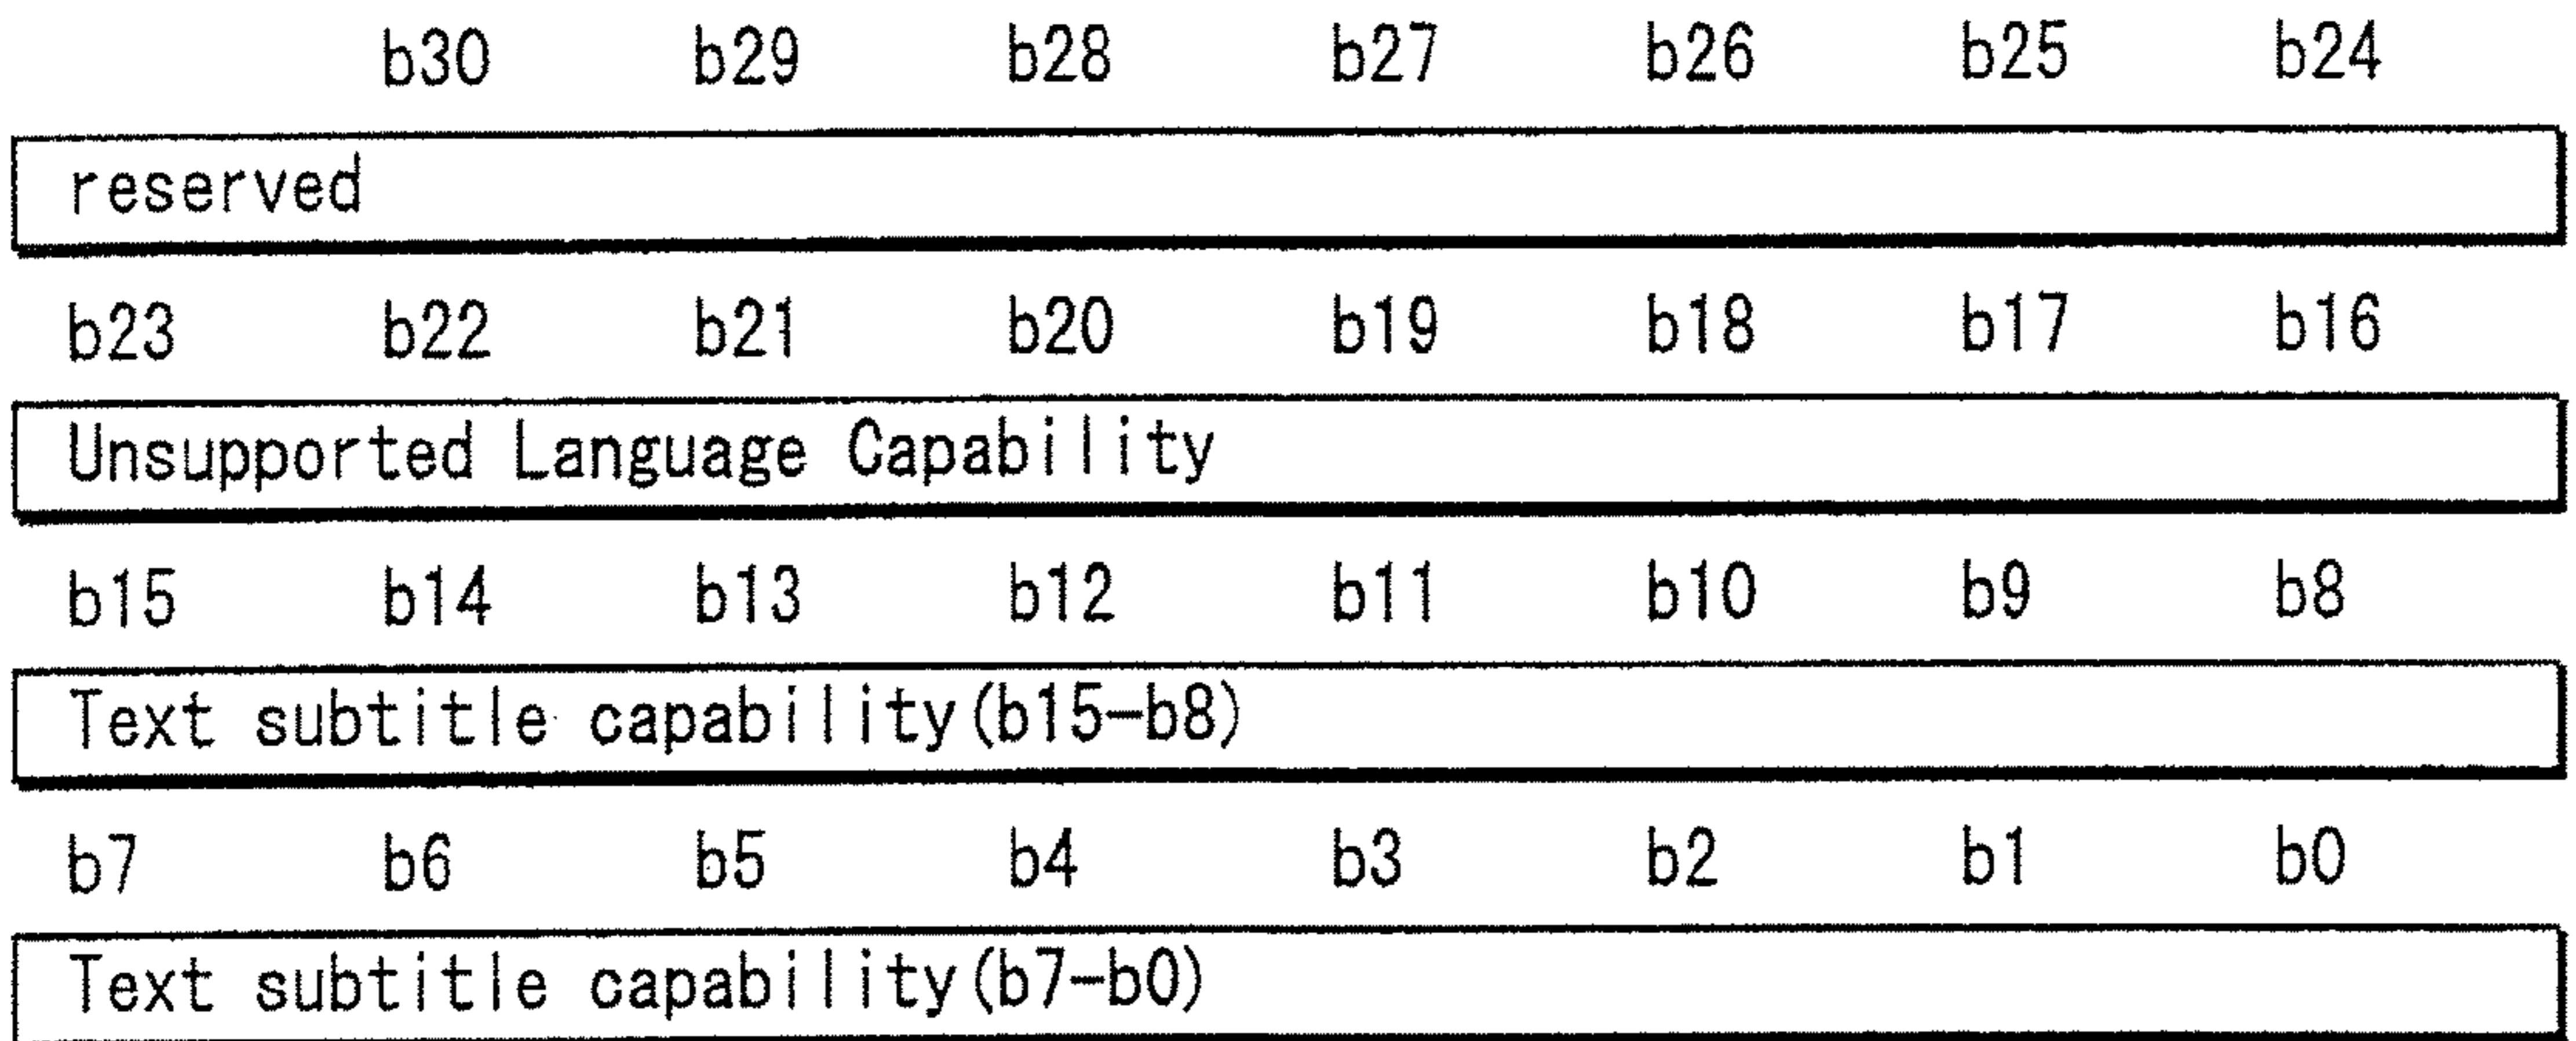 b30 b29 b28 b27 b26 b25 b24
reserved
b23 b22 b21 b20 b19 b18 b17 b16
Unsupported Language Capability
b15 b14 b13 b12 b11 b10 b9 b8
Text subtitle capability(b15-b8)
b7 b6 b5 b4 b3 b2 b1 b0
Text subtitle capability(b7-b0)